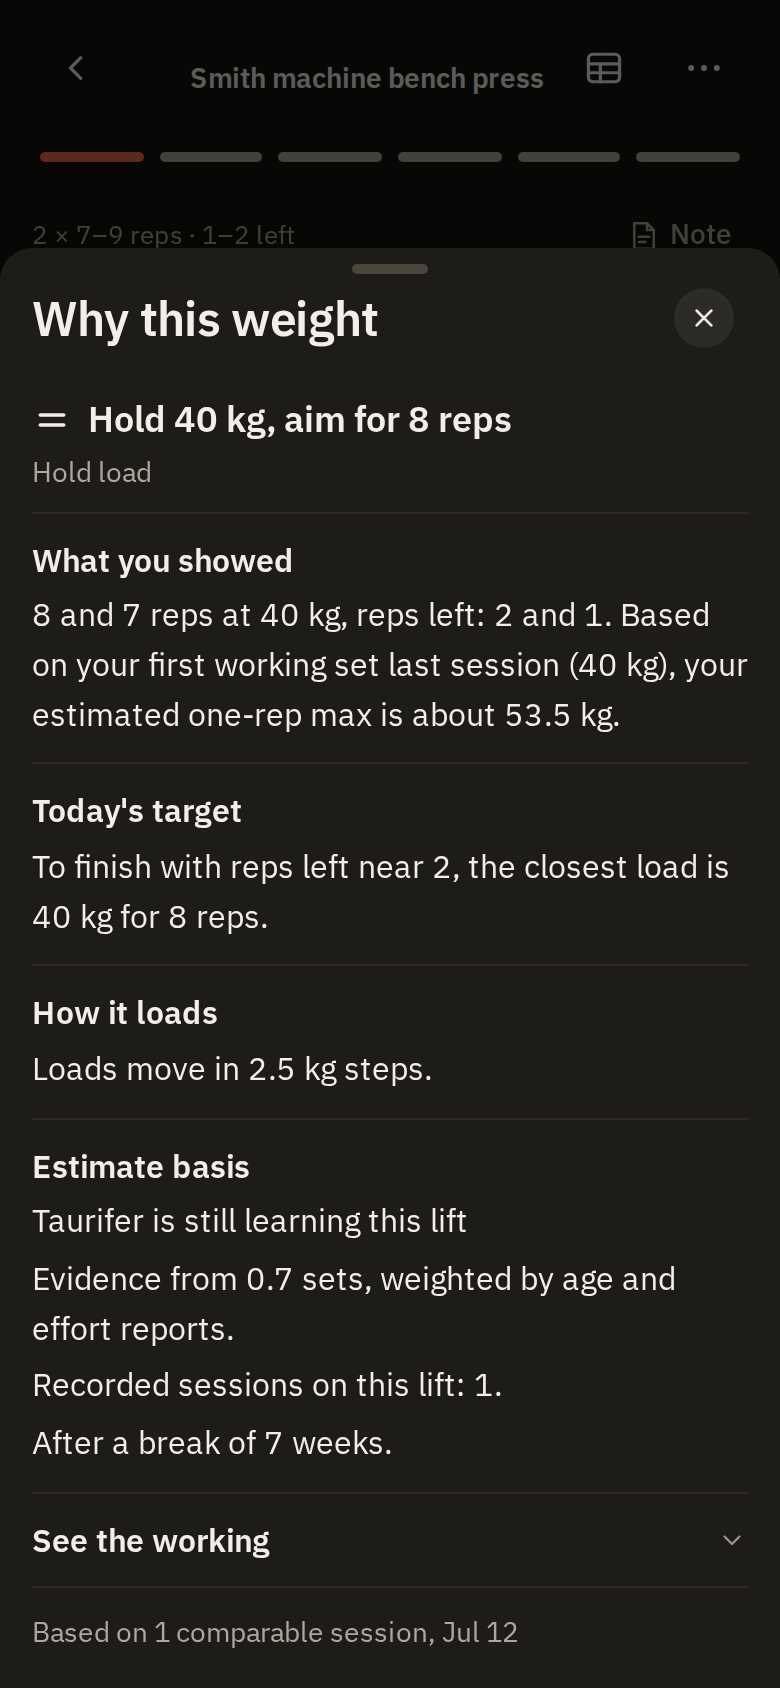 Smith machine bench press
2 × 7–9 reps · 1–2 left
Note
Why this weight
Hold 40 kg, aim for 8 reps
Hold load
What you showed
8 and 7 reps at 40 kg, reps left: 2 and 1. Based
on your first working set last session (40 kg), your
estimated one-rep max is about 53.5 kg.
Today's target
To finish with reps left near 2, the closest load is
40 kg for 8 reps.
How it loads
Loads move in 2.5 kg steps.
Estimate basis
Taurifer is still learning this lift
Evidence from 0.7 sets, weighted by age and
effort reports.
Recorded sessions on this lift: 1.
After a break of 7 weeks.
See the working
Based on 1 comparable session, Jul 12